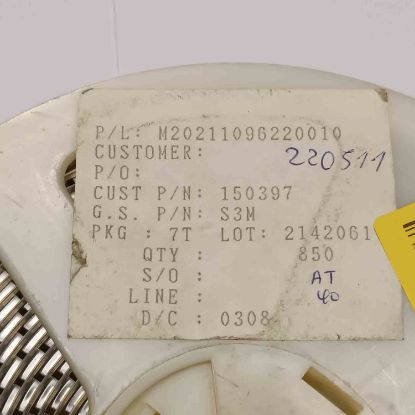 P/L: M20211096220010
CUSTOMER:
220511
P/O:
CUST P/N: 150397
G.S. P/N: S3M
PKG : 7T LOT: 2142061
QTY : 850
S/O : AT
LINE : 40
D/C : 0308